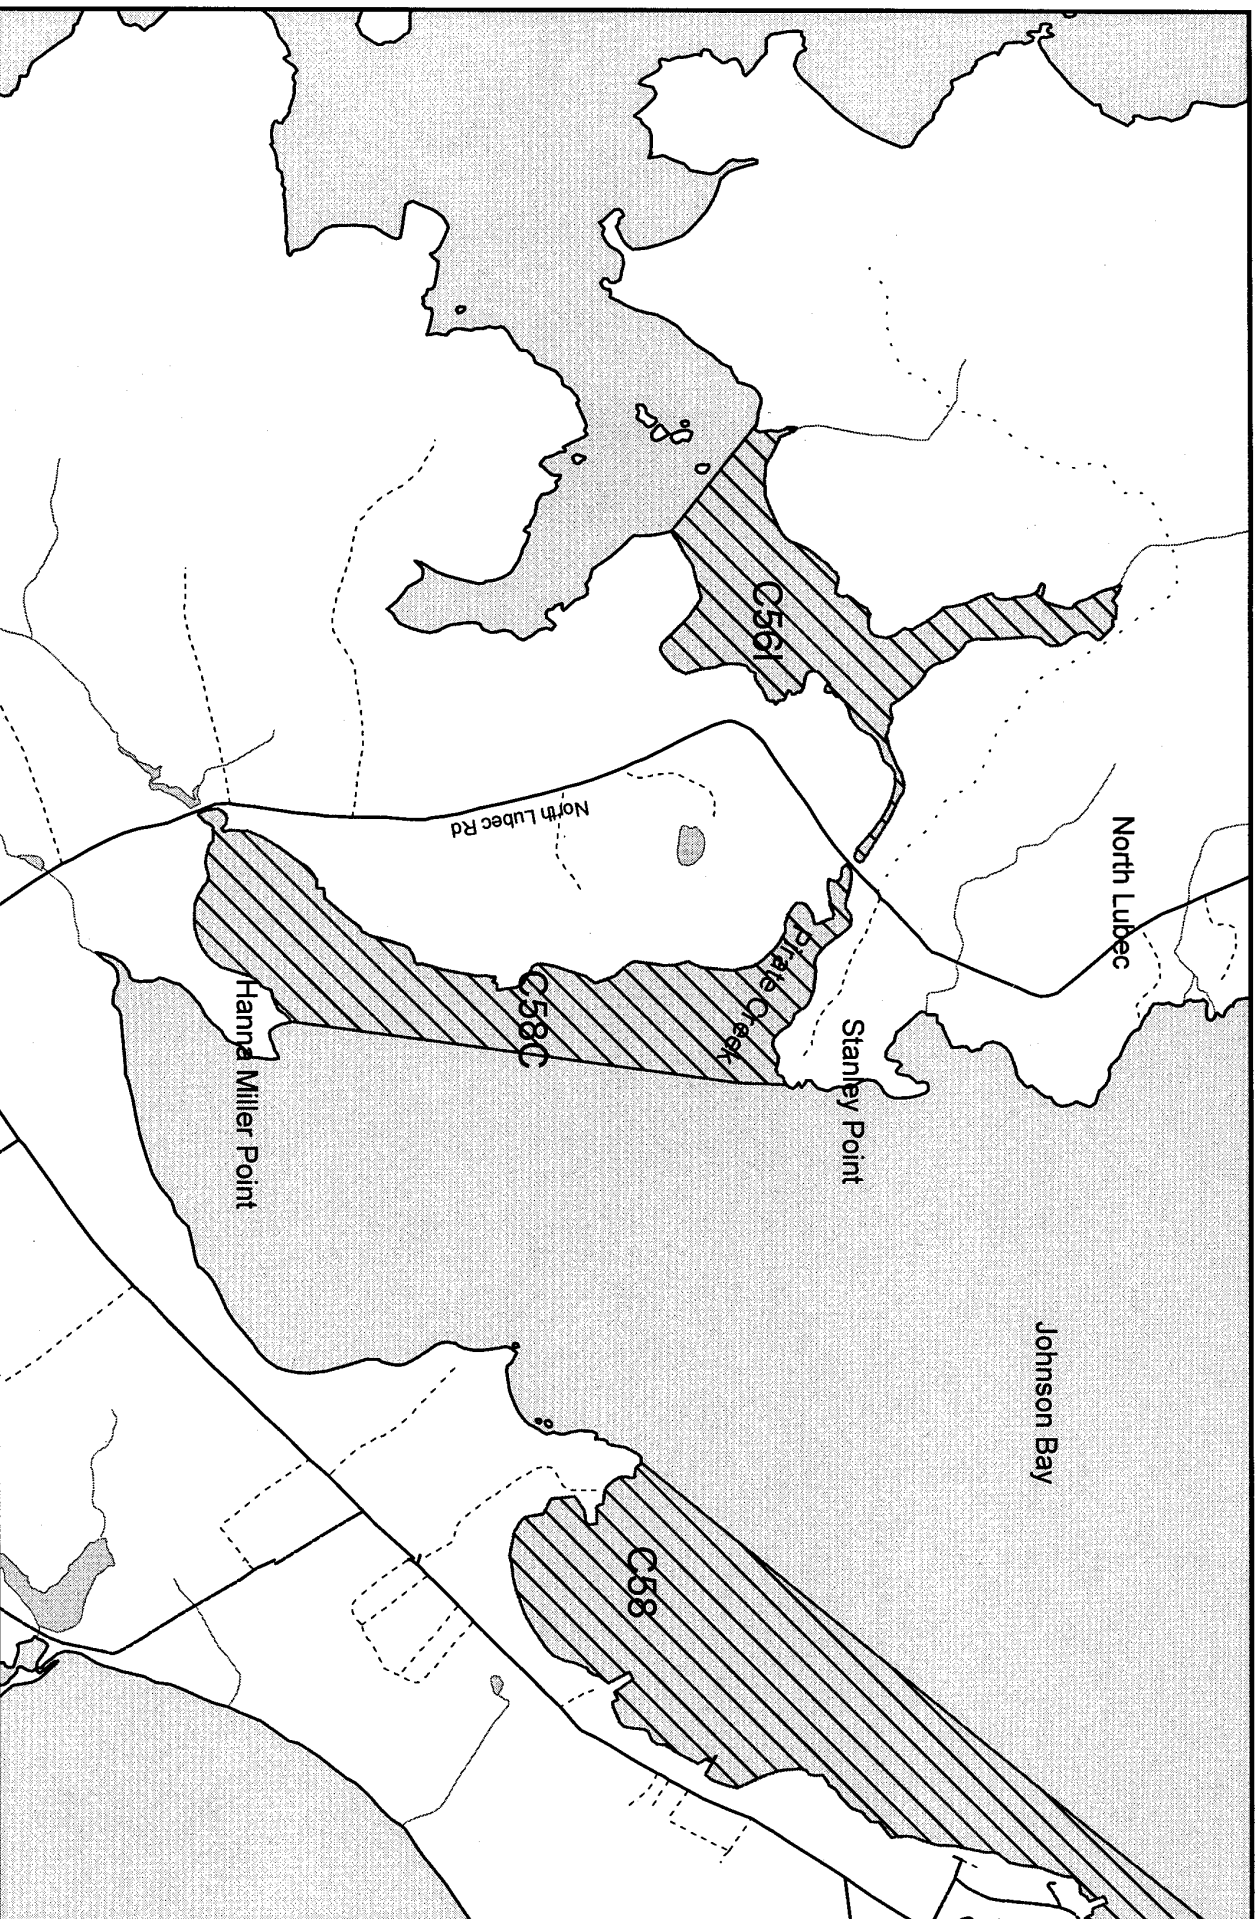 North Lubec
Johnson Bay
Stanley Point
Pirate Creek
C56I
North Lubec Rd
C58C
C58
Hanna Miller Point